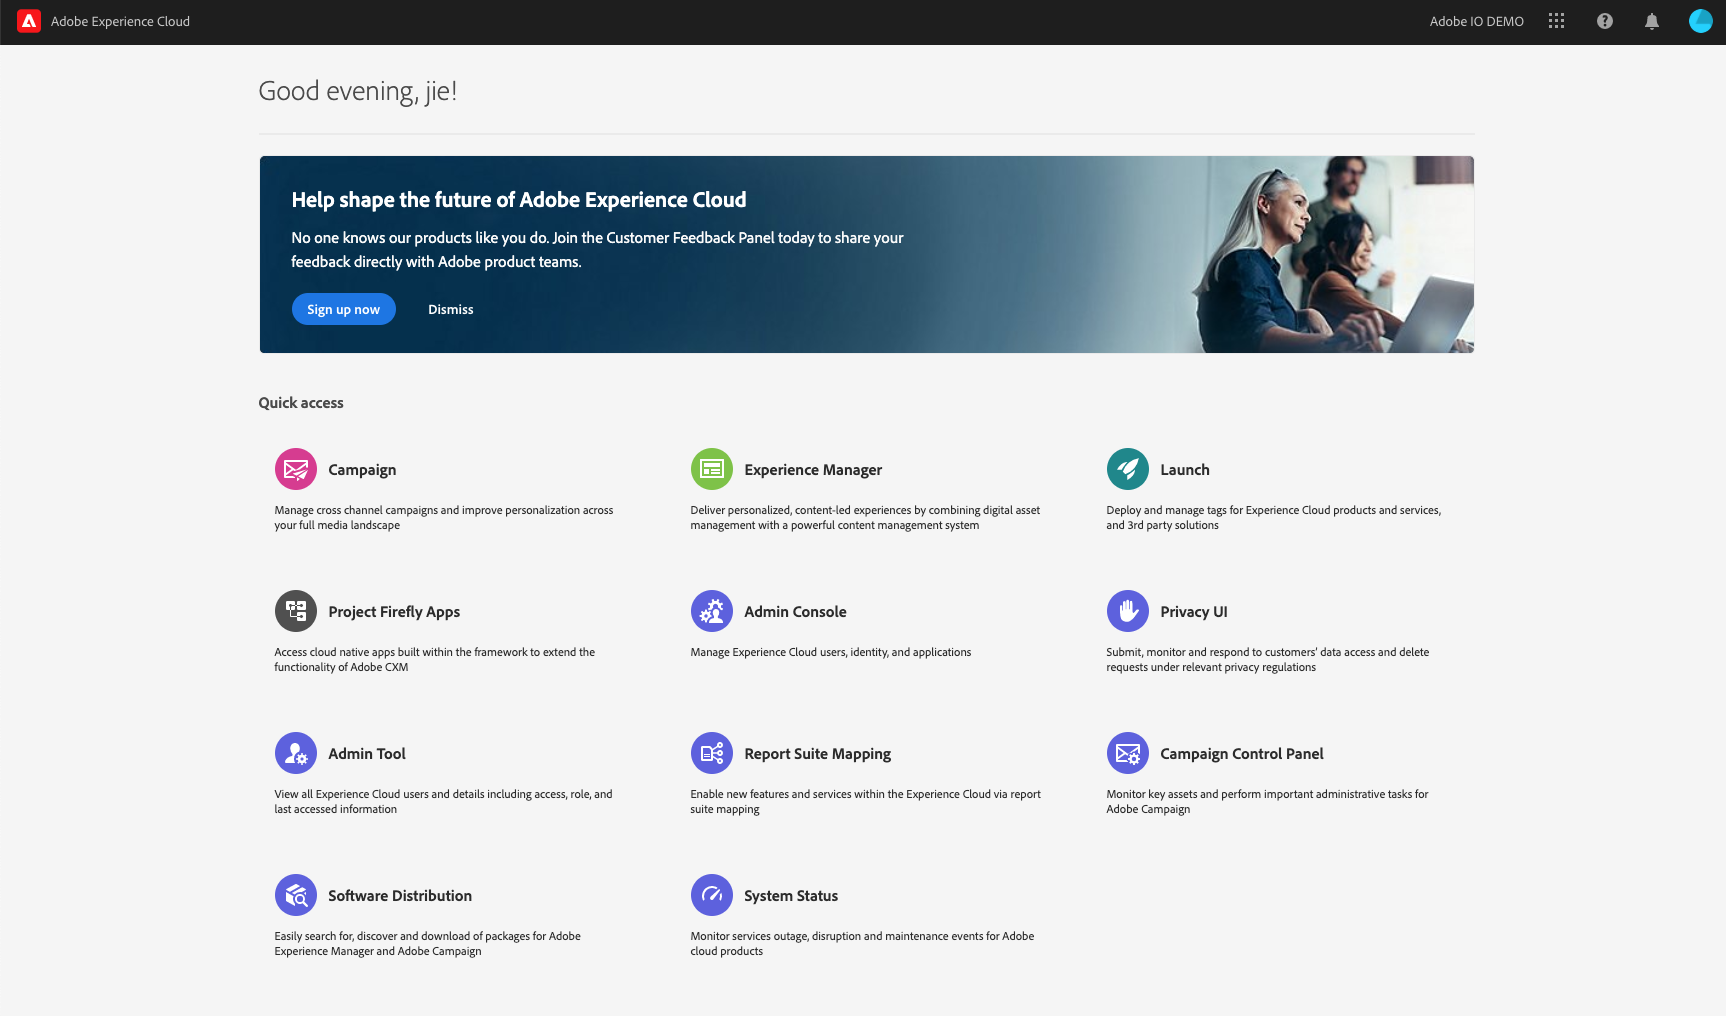 Adobe Experience Cloud
Adobe IO DEMO
Good evening, jie!
Help shape the future of Adobe Experience Cloud
No one knows our products like you do. Join the Customer Feedback Panel today to share your
feedback directly with Adobe product teams.
Sign up now
Dismiss
Quick access
Campaign
Manage cross channel campaigns and improve personalization across
your full media landscape
Experience Manager
Deliver personalized, content-led experiences by combining digital asset
management with a powerful content management system
Launch
Deploy and manage tags for Experience Cloud products and services,
and 3rd party solutions
Project Firefly Apps
Access cloud native apps built within the framework to extend the
functionality of Adobe CXM
Admin Console
Manage Experience Cloud users, identity, and applications
Privacy UI
Submit, monitor and respond to customers' data access and delete
requests under relevant privacy regulations
Admin Tool
View all Experience Cloud users and details including access, role, and
last accessed information
Report Suite Mapping
Enable new features and services within the Experience Cloud via report
suite mapping
Campaign Control Panel
Monitor key assets and perform important administrative tasks for
Adobe Campaign
Software Distribution
Easily search for, discover and download of packages for Adobe
Experience Manager and Adobe Campaign
System Status
Monitor services outage, disruption and maintenance events for Adobe
cloud products